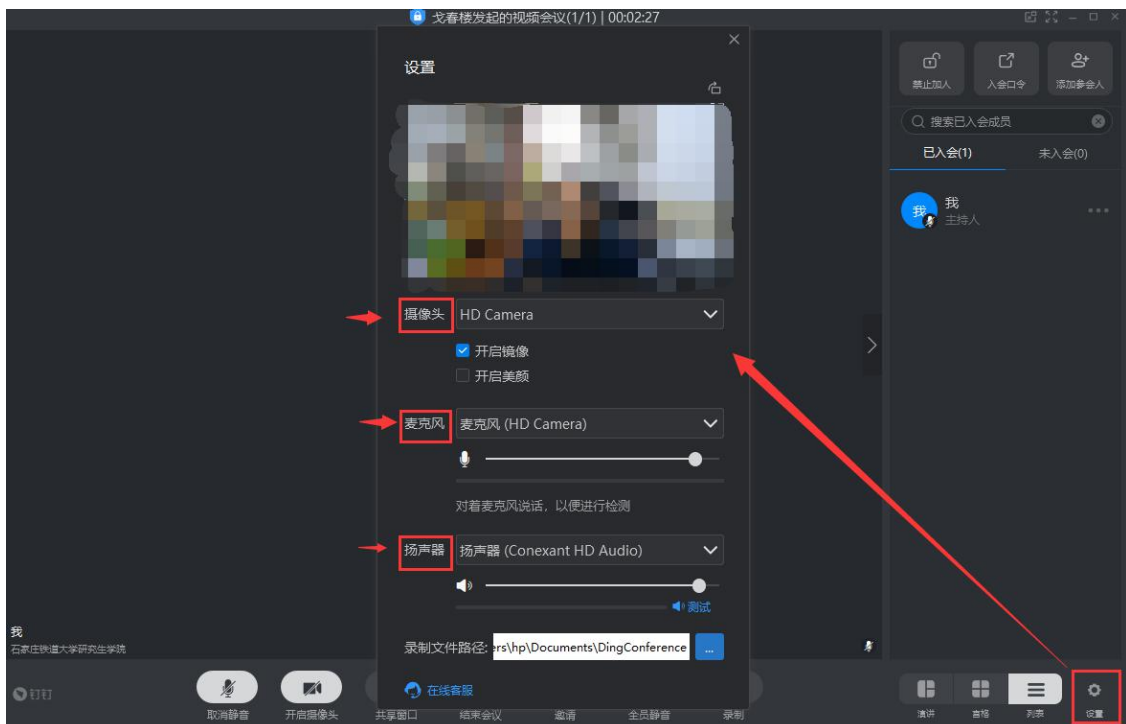 戈春楼发起的视频会议(1/1) | 00:02:27
设置
禁止加人
入会口令
添加参会人
搜索已入会成员
已入会(1)
未入会(0)
我
我
主持人
摄像头
HD Camera
开启镜像
开启美颜
麦克风
麦克风 (HD Camera)
对着麦克风说话，以便进行检测
扬声器
扬声器 (Conexant HD Audio)
测试
录制文件路径:
ers\hp\Documents\DingConference
...
在线客服
我
石家庄铁道大学研究生学院
钉钉
取消静音
开启摄像头
共享窗口
结束会议
邀请
全员静音
录制
演讲
宫格
列表
设置